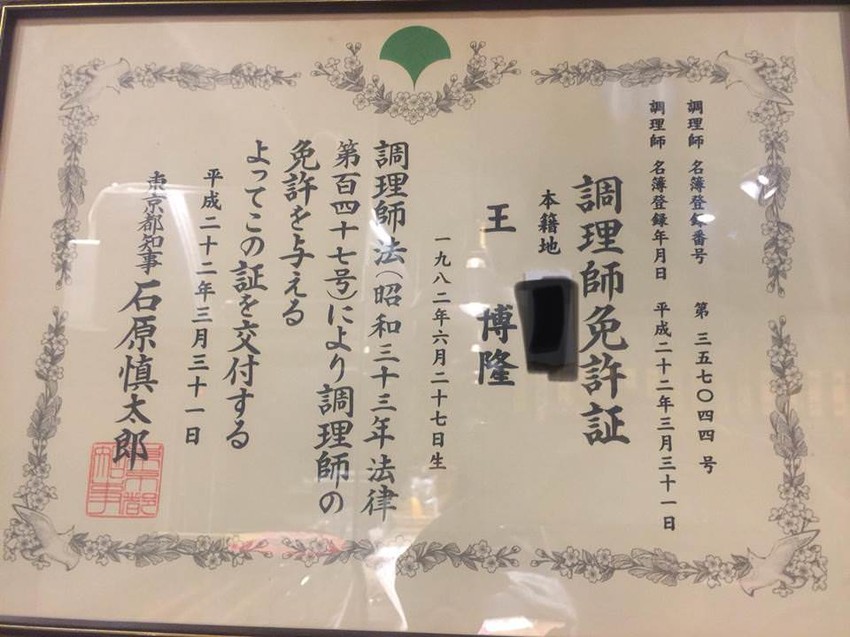 調理師 名簿登録番号 第 三五七〇四四 号
調理師 名簿登録年月日 平成二十二年三月三十一日
調理師免許証
本籍地
王 博隆
一九八二年六月二十七日生
調理師法(昭和三十三年法律
第百四十七号)により調理師の
免許を与える
よってこの証を交付する
平成二十二年三月三十一日
東京都知事 石原慎太郎